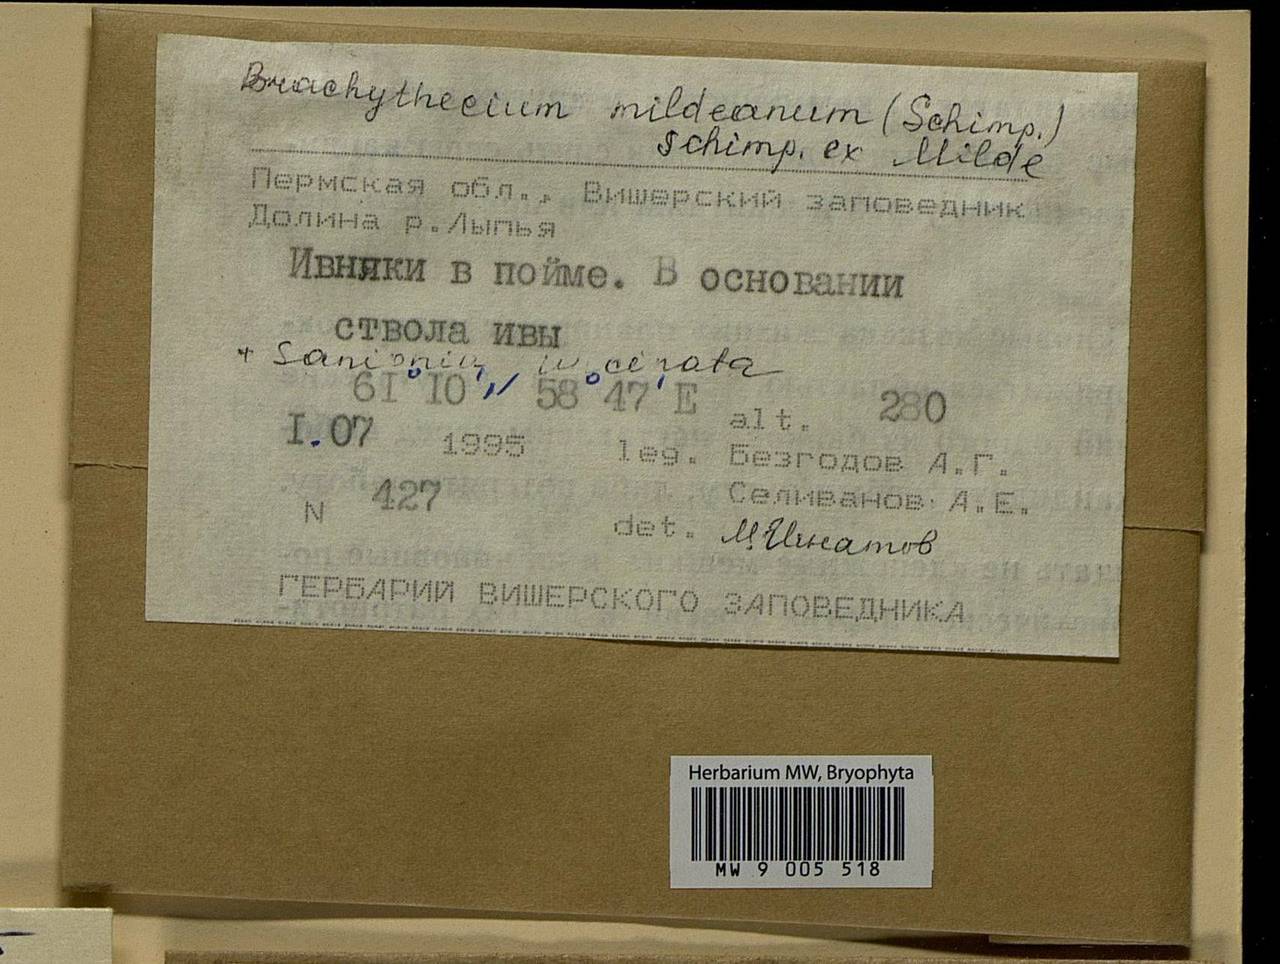 Brachythecium mildeanum (Schimp.)
Schimp. ex Milde
Пермская обл., Вишерский заповедник
Долина р.Лыпья
Ивняки в пойме. В основании
ствола ивы
+ Sanionia uncinata
61°10', 58°47' E alt. 280
I.07 1995 leg. Безгодов А.Г.
Селиванов А.Е.
N 427
det. М.Игнатов
ГЕРБАРИЙ ВИШЕРСКОГО ЗАПОВЕДНИКА
Herbarium MW, Bryophyta
MW 9 005 518